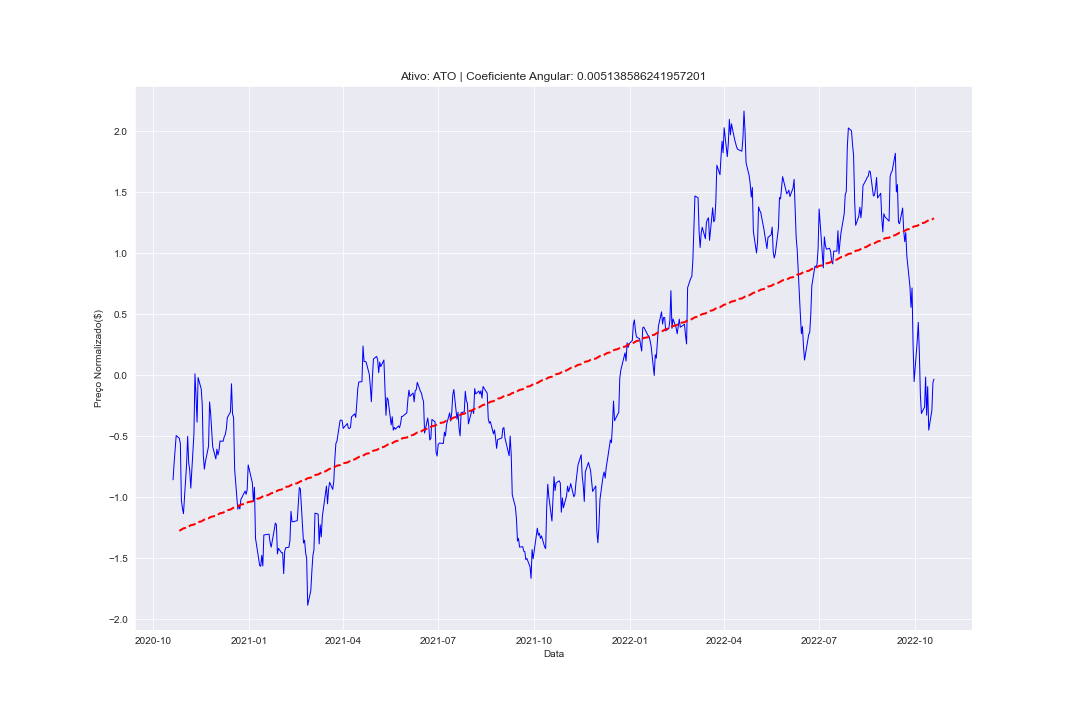 Ativo: ATO | Coeficiente Angular: 0.005138586241957201
2.0
1.5
1.0
0.5
0.0
−0.5
−1.0
−1.5
−2.0
Preço Normalizado($)
2020-10 2021-01 2021-04 2021-07 2021-10 2022-01 2022-04 2022-07 2022-10
Data